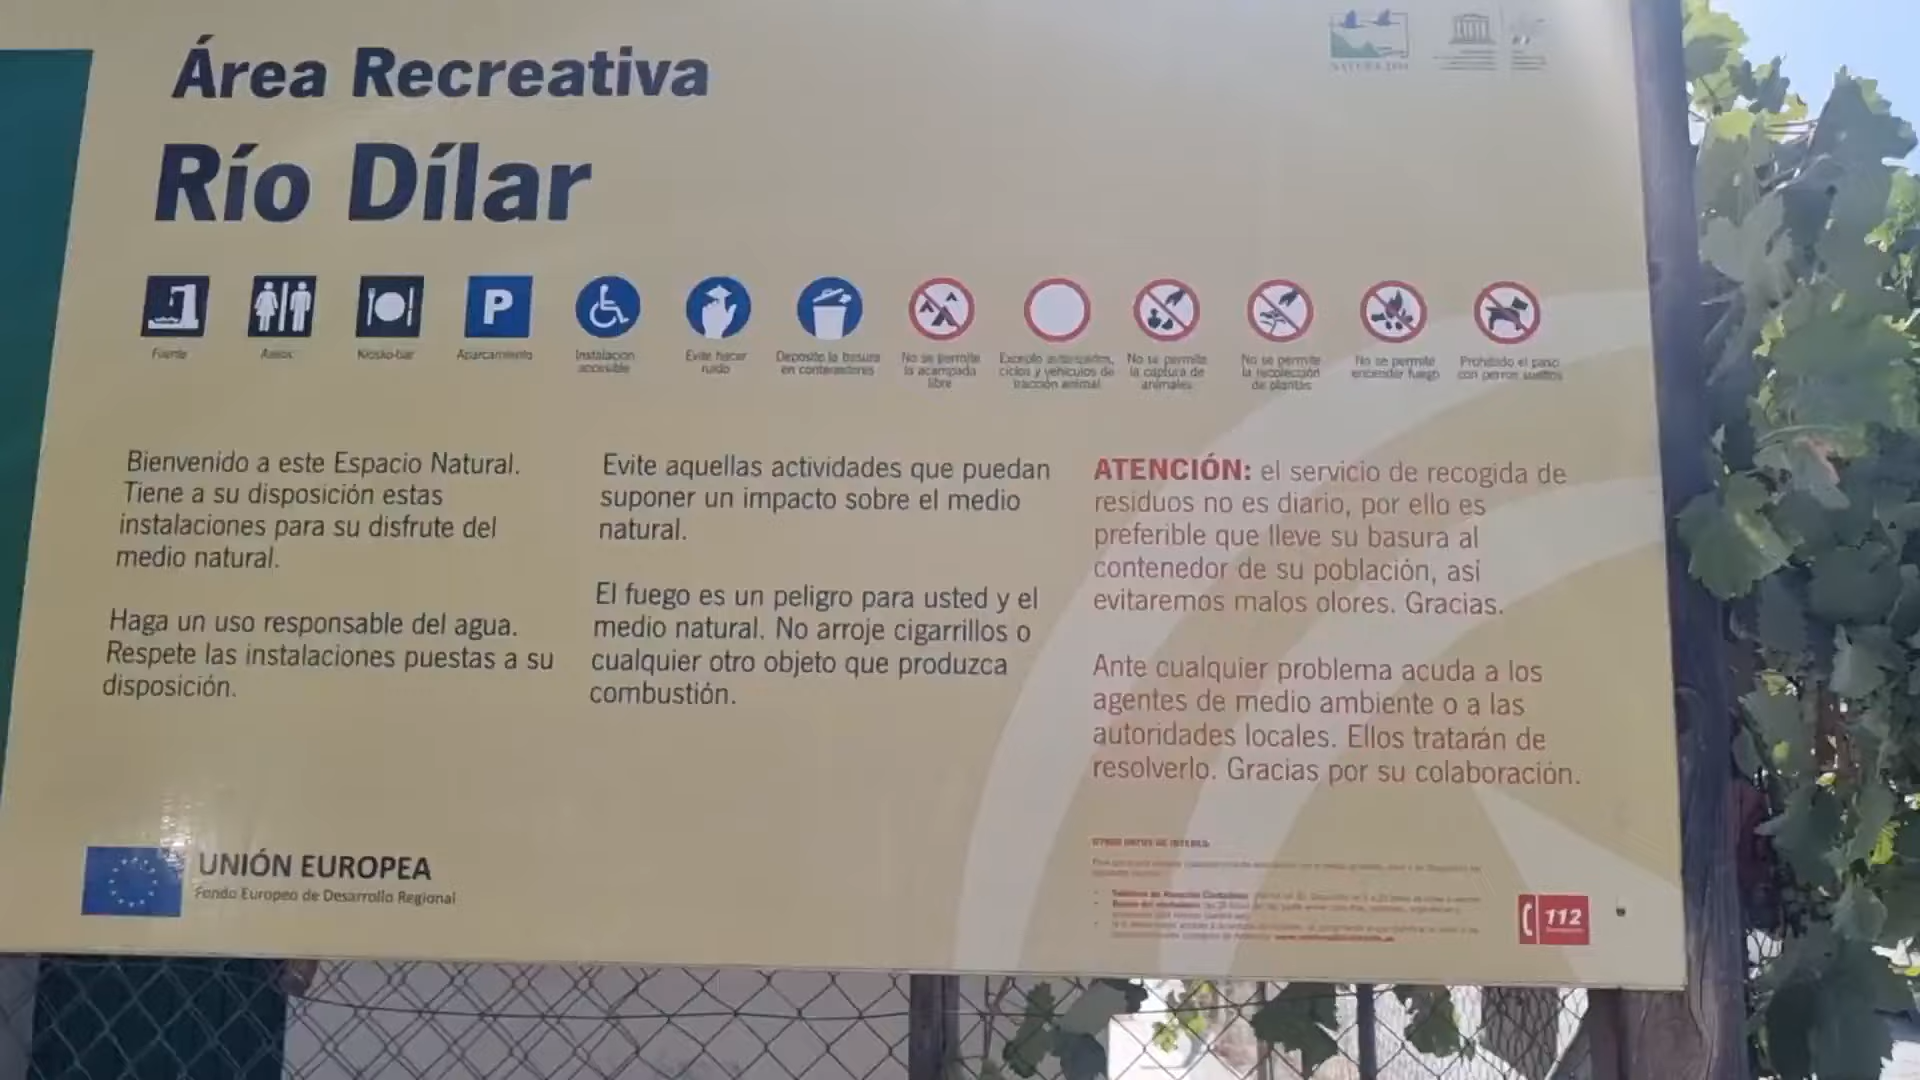 Área Recreativa
Río Dílar
Fuente
Aseos
Kiosko-bar
Aparcamiento
Instalación
accesible
Evite hacer
ruido
Deposite la basura
en contenedores
No se permite
la acampada
libre
Excepto autorizados,
ciclos y vehículos de
tracción animal
No se permite
la captura de
animales
No se permite
la recolección
de plantas
No se permite
encender fuego
Prohibido el paso
con perros sueltos
Bienvenido a este Espacio Natural.
Tiene a su disposición estas
instalaciones para su disfrute del
medio natural.
Haga un uso responsable del agua.
Respete las instalaciones puestas a su
disposición.
Evite aquellas actividades que puedan
suponer un impacto sobre el medio
natural.
El fuego es un peligro para usted y el
medio natural. No arroje cigarrillos o
cualquier otro objeto que produzca
combustión.
ATENCIÓN: el servicio de recogida de
residuos no es diario, por ello es
preferible que lleve su basura al
contenedor de su población, así
evitaremos malos olores. Gracias.
Ante cualquier problema acuda a los
agentes de medio ambiente o a las
autoridades locales. Ellos tratarán de
resolverlo. Gracias por su colaboración.
UNIÓN EUROPEA
Fondo Europeo de Desarrollo Regional
OTROS DATOS DE INTERÉS
112